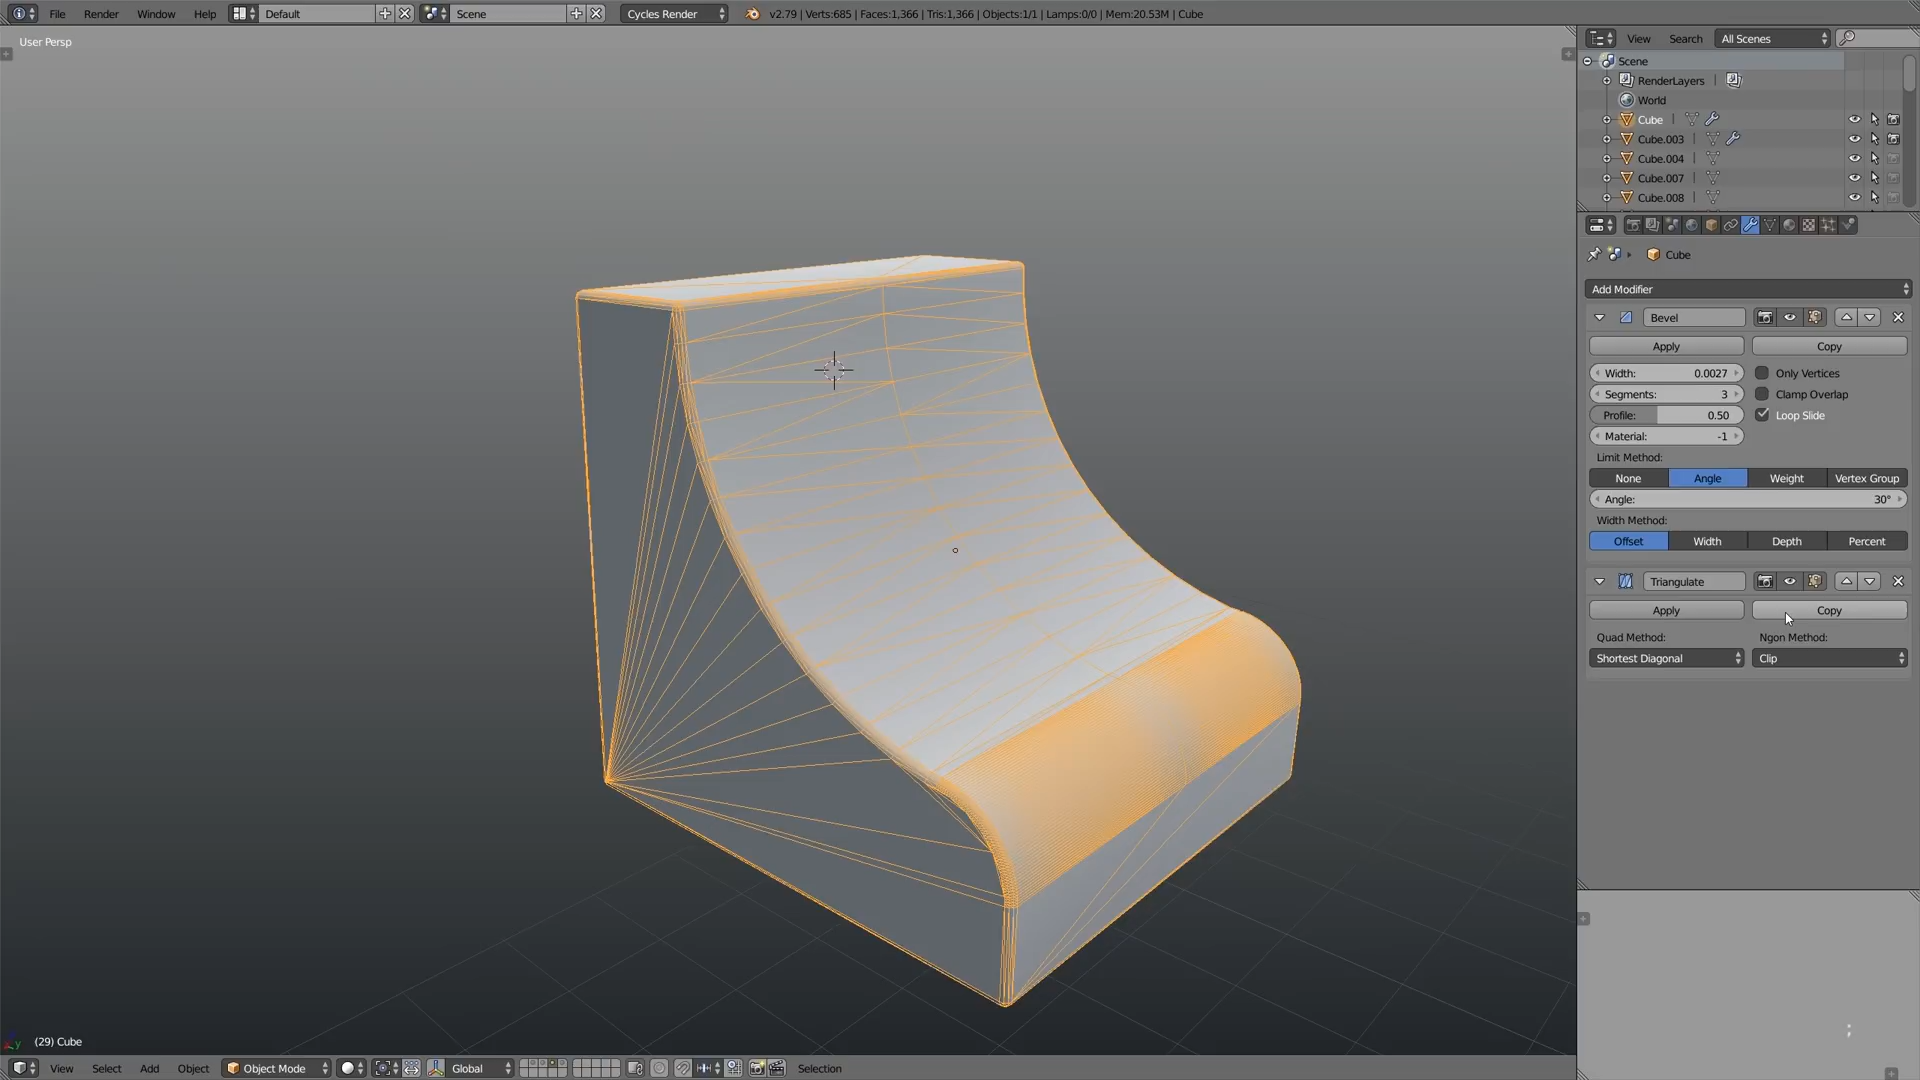 File Render Window Help Default Scene Cycles Render v2.79 | Verts:685 | Faces:1,366 | Tris:1,366 | Objects:1/1 | Lamps:0/0 | Mem:20.53M | Cube
User Persp
View Search All Scenes
Scene
RenderLayers
World
Cube
Cube.003
Cube.004
Cube.007
Cube.008
Cube
Add Modifier
Bevel
Apply Copy
Width: 0.0027 Only Vertices
Segments: 3 Clamp Overlap
Profile: 0.50 Loop Slide
Material: -1
Limit Method:
None Angle Weight Vertex Group
Angle: 30°
Width Method:
Offset Width Depth Percent
Triangulate
Apply Copy
Quad Method: Ngon Method:
Shortest Diagonal Clip
(29) Cube
View Select Add Object Object Mode Global Selection